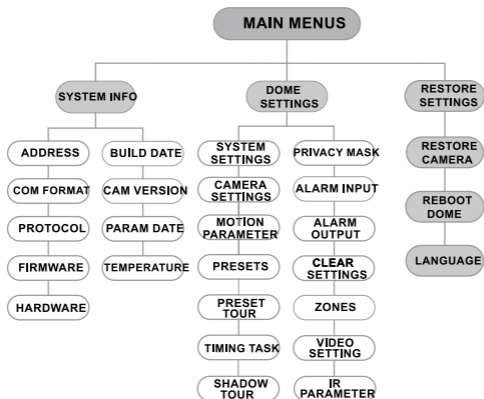 MAIN MENUS
SYSTEM INFO
DOME
SETTINGS
RESTORE
SETTINGS
ADDRESS
BUILD DATE
SYSTEM
SETTINGS
PRIVACY MASK
RESTORE
CAMERA
COM FORMAT
CAM VERSION
CAMERA
SETTINGS
ALARM INPUT
REBOOT
DOME
PROTOCOL
PARAM DATE
MOTION
PARAMETER
ALARM
OUTPUT
LANGUAGE
FIRMWARE
TEMPERATURE
PRESETS
CLEAR
SETTINGS
HARDWARE
PRESET
TOUR
ZONES
TIMING TASK
VIDEO
SETTING
SHADOW
TOUR
IR
PARAMETER